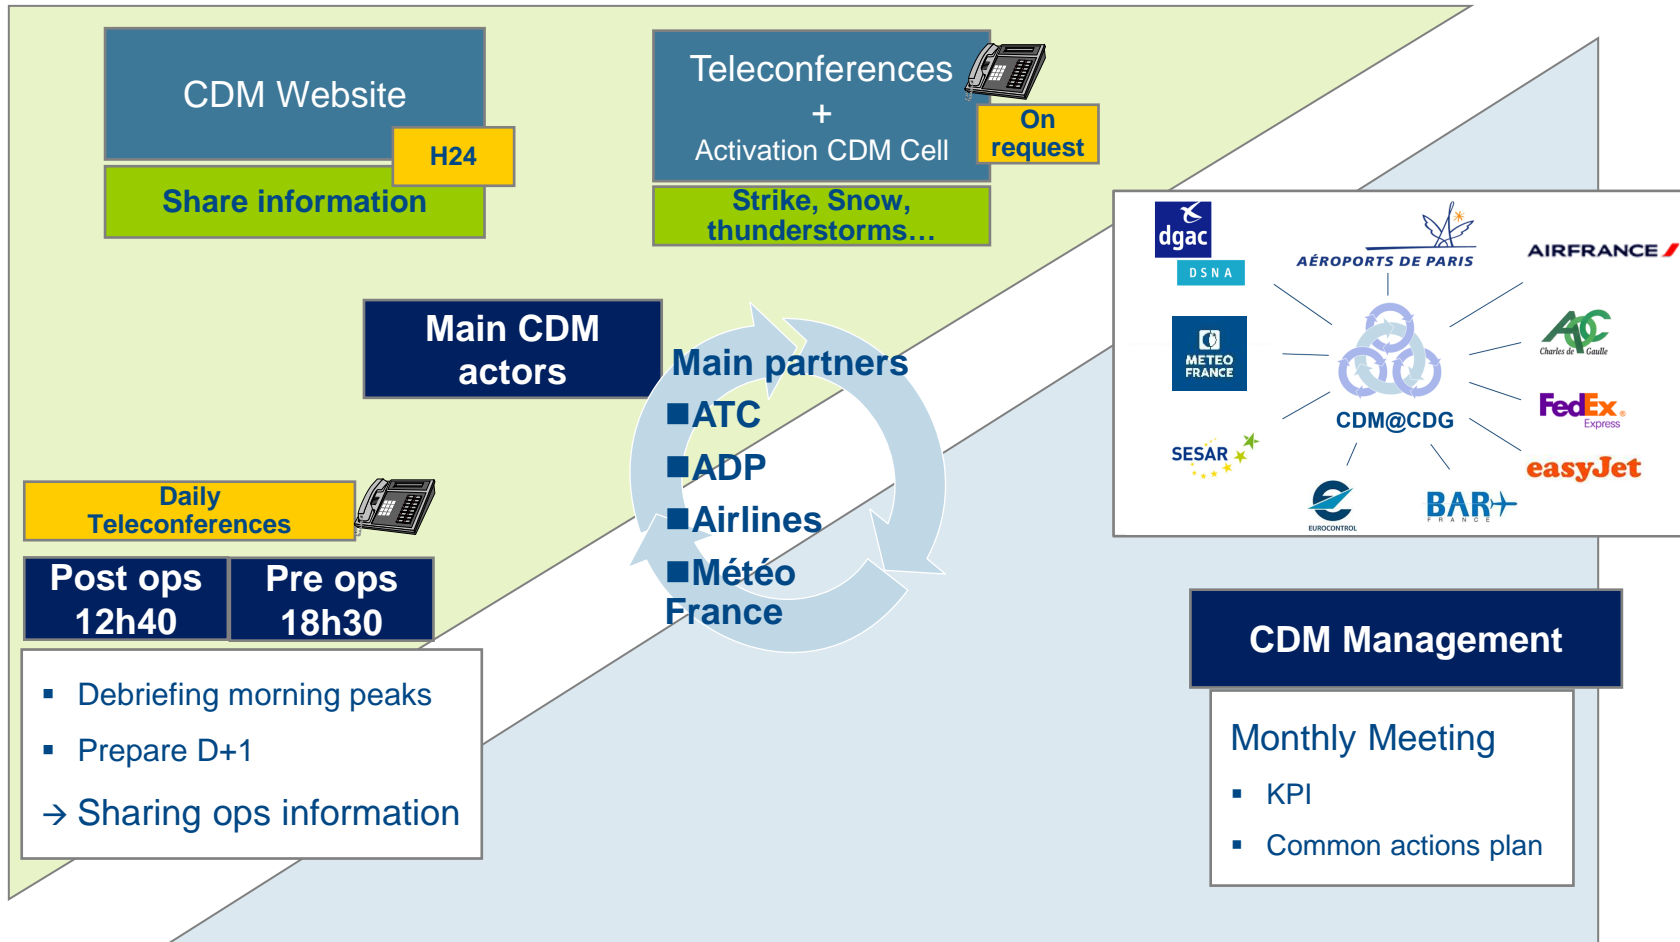 CDM Website
H24
Share information
Teleconferences
+
Activation CDM Cell
On
request
Strike, Snow,
thunderstorms…
Main CDM
actors
Main partners
■ATC
■ADP
■Airlines
■Météo
France
Daily
Teleconferences
Post ops
12h40
Pre ops
18h30
▪ Debriefing morning peaks
▪ Prepare D+1
→ Sharing ops information
dgac
DSNA
AÉROPORTS DE PARIS
AIRFRANCE
METEO
FRANCE
AOC
Charles de Gaulle
CDM@CDG
FedEx®
Express
SESAR
easyJet
EUROCONTROL
BAR
FRANCE
CDM Management
Monthly Meeting
▪ KPI
▪ Common actions plan